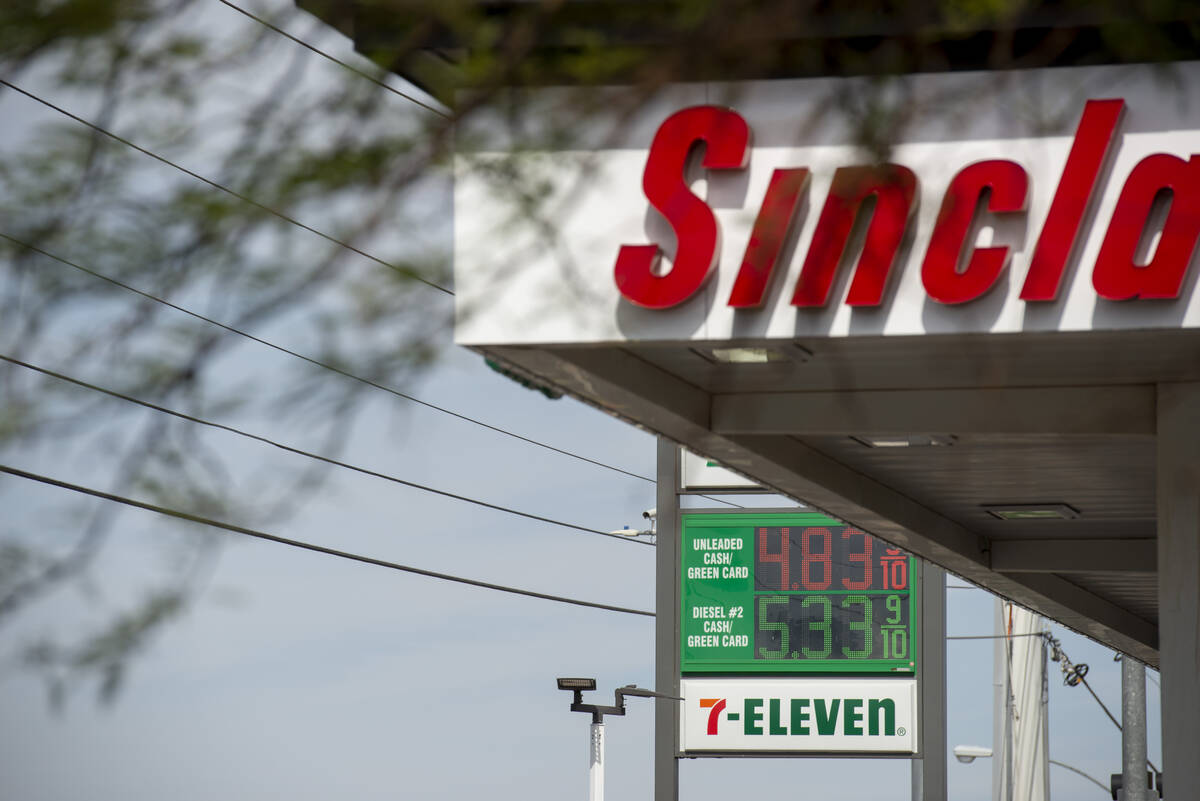 Sincla
UNLEADED
CASH/
GREEN CARD
4.83 9/10
DIESEL #2
CASH/
GREEN CARD
5.33 9/10
7-ELEVEN®